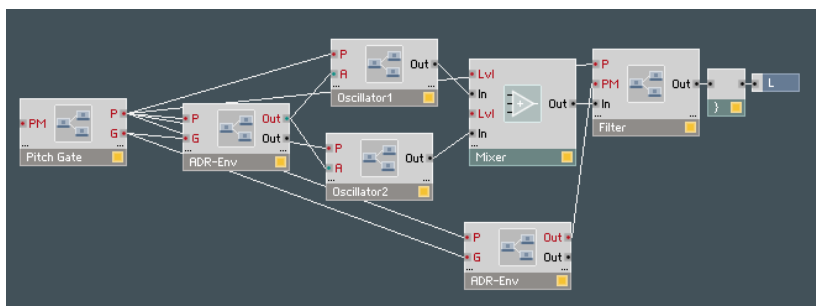 PM
P
G
...
...
Pitch Gate
P
G
Out
Out
...
...
ADR-Env
P
A
Out
...
...
Oscillator1
P
A
Out
...
...
Oscillator2
Lvl
In
Lvl
In
Out
...
Mixer
P
G
Out
Out
...
...
ADR-Env
P
PM
In
Out
...
...
Filter
}
L